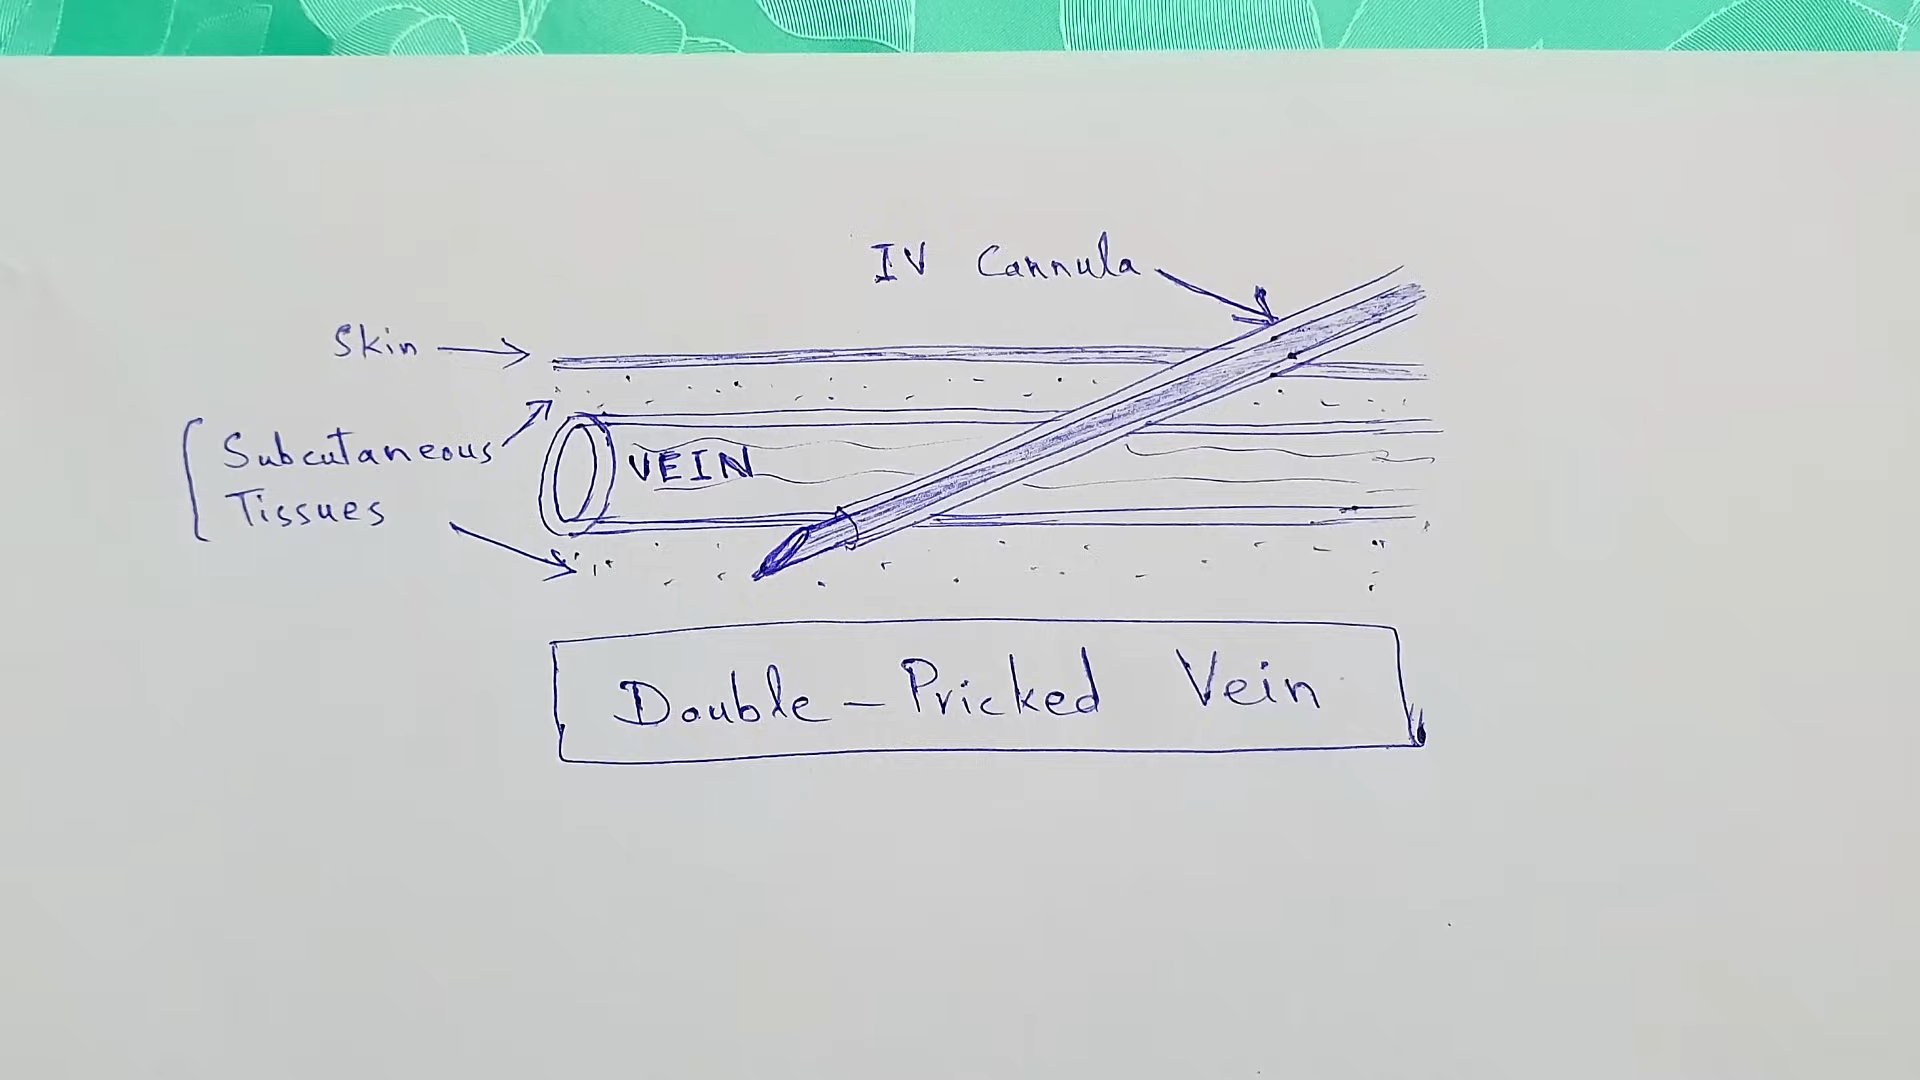 IV Cannula
Skin
Subcutaneous
Tissues
VEIN
Double-Pricked Vein